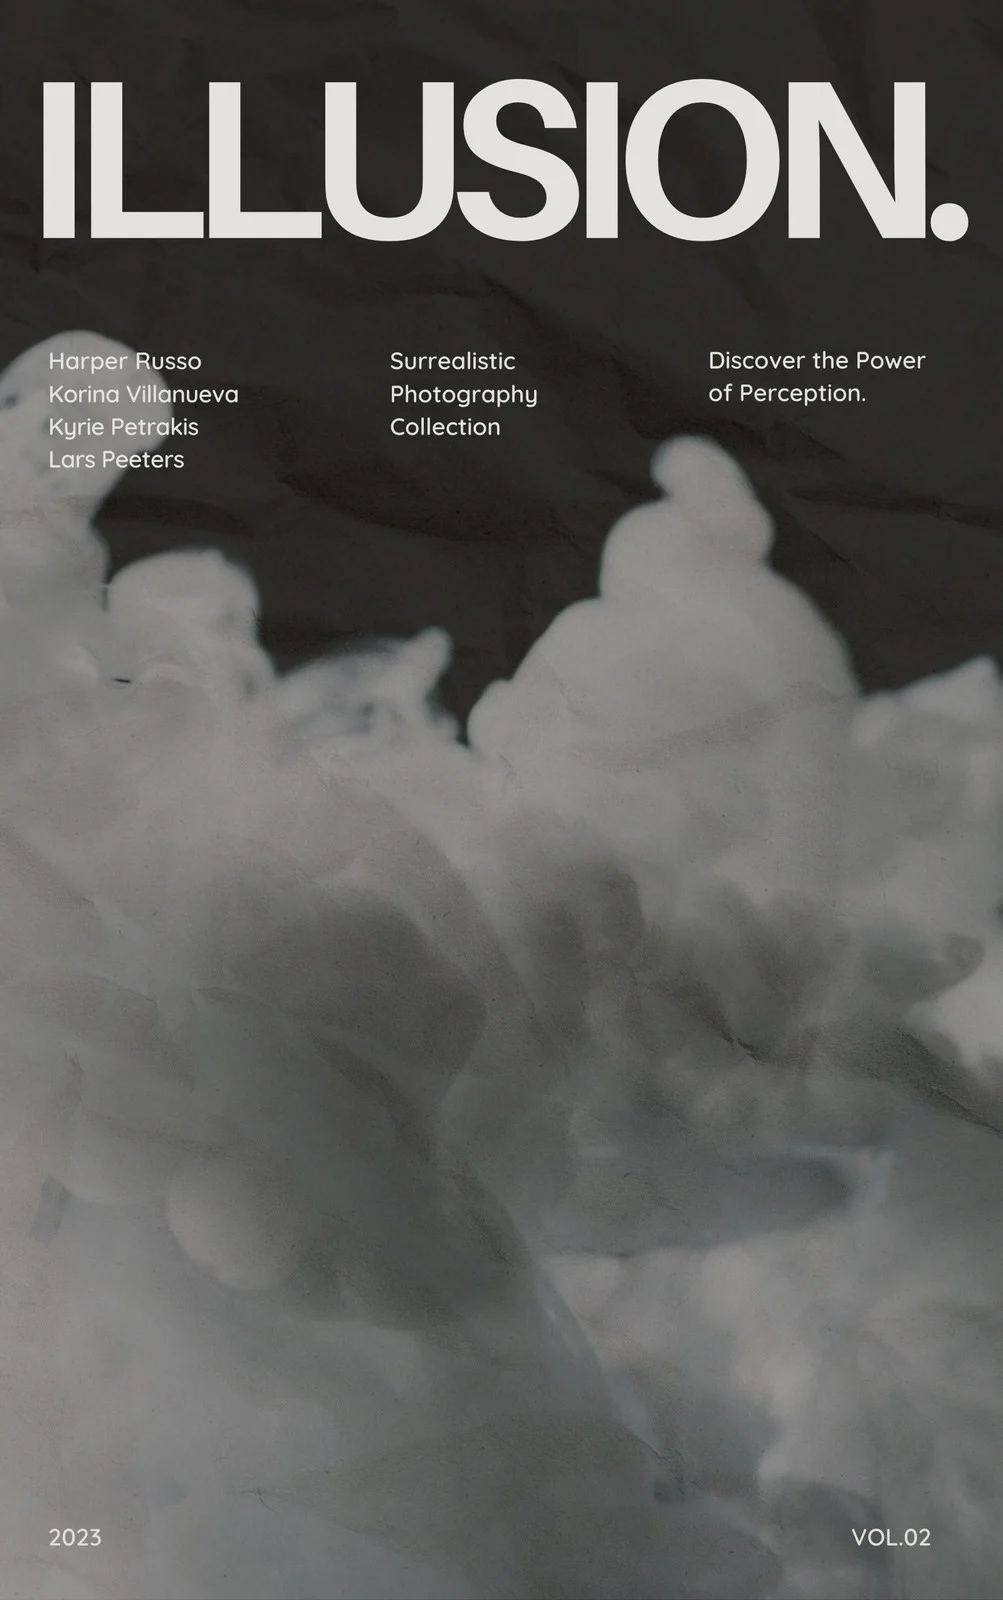 ILLUSION.
Harper Russo
Korina Villanueva
Kyrie Petrakis
Lars Peeters
Surrealistic
Photography
Collection
Discover the Power
of Perception.
2023
VOL.02